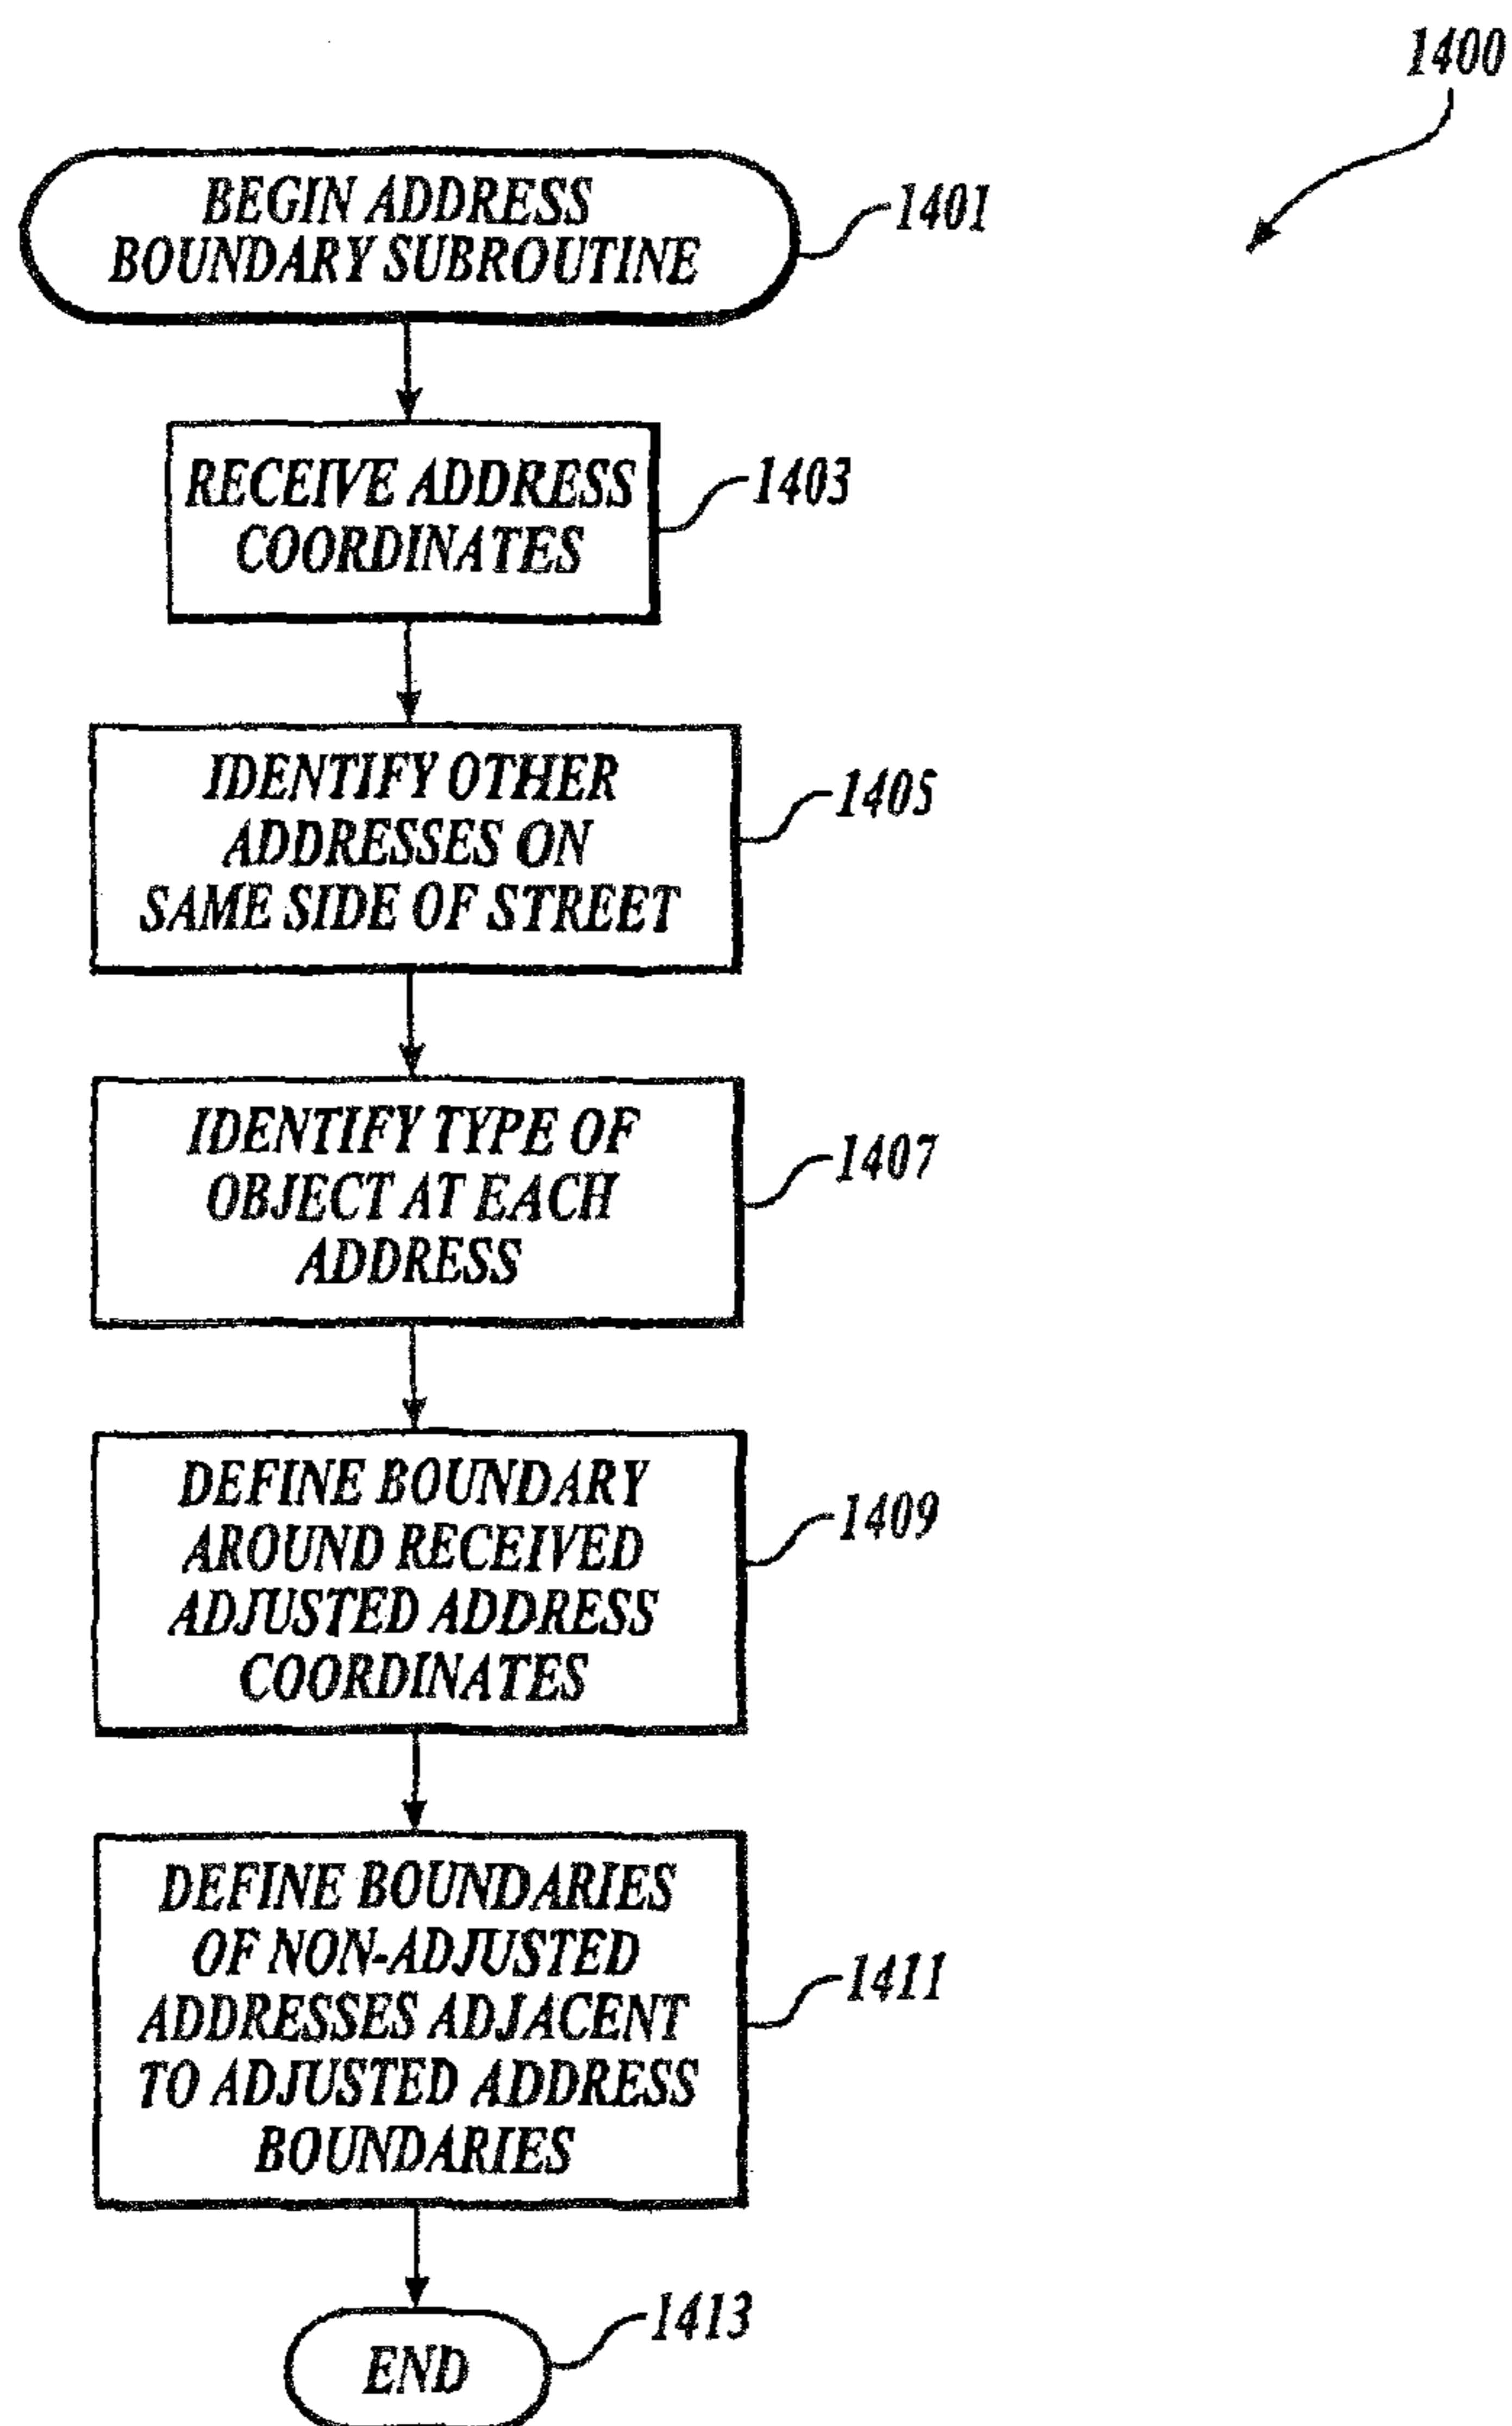 1400
BEGIN ADDRESS
BOUNDARY SUBROUTINE
1401
RECEIVE ADDRESS
COORDINATES
1403
IDENTIFY OTHER
ADDRESSES ON
SAME SIDE OF STREET
1405
IDENTIFY TYPE OF
OBJECT AT EACH
ADDRESS
1407
DEFINE BOUNDARY
AROUND RECEIVED
ADJUSTED ADDRESS
COORDINATES
1409
DEFINE BOUNDARIES
OF NON-ADJUSTED
ADDRESSES ADJACENT
TO ADJUSTED ADDRESS
BOUNDARIES
1411
END
1413